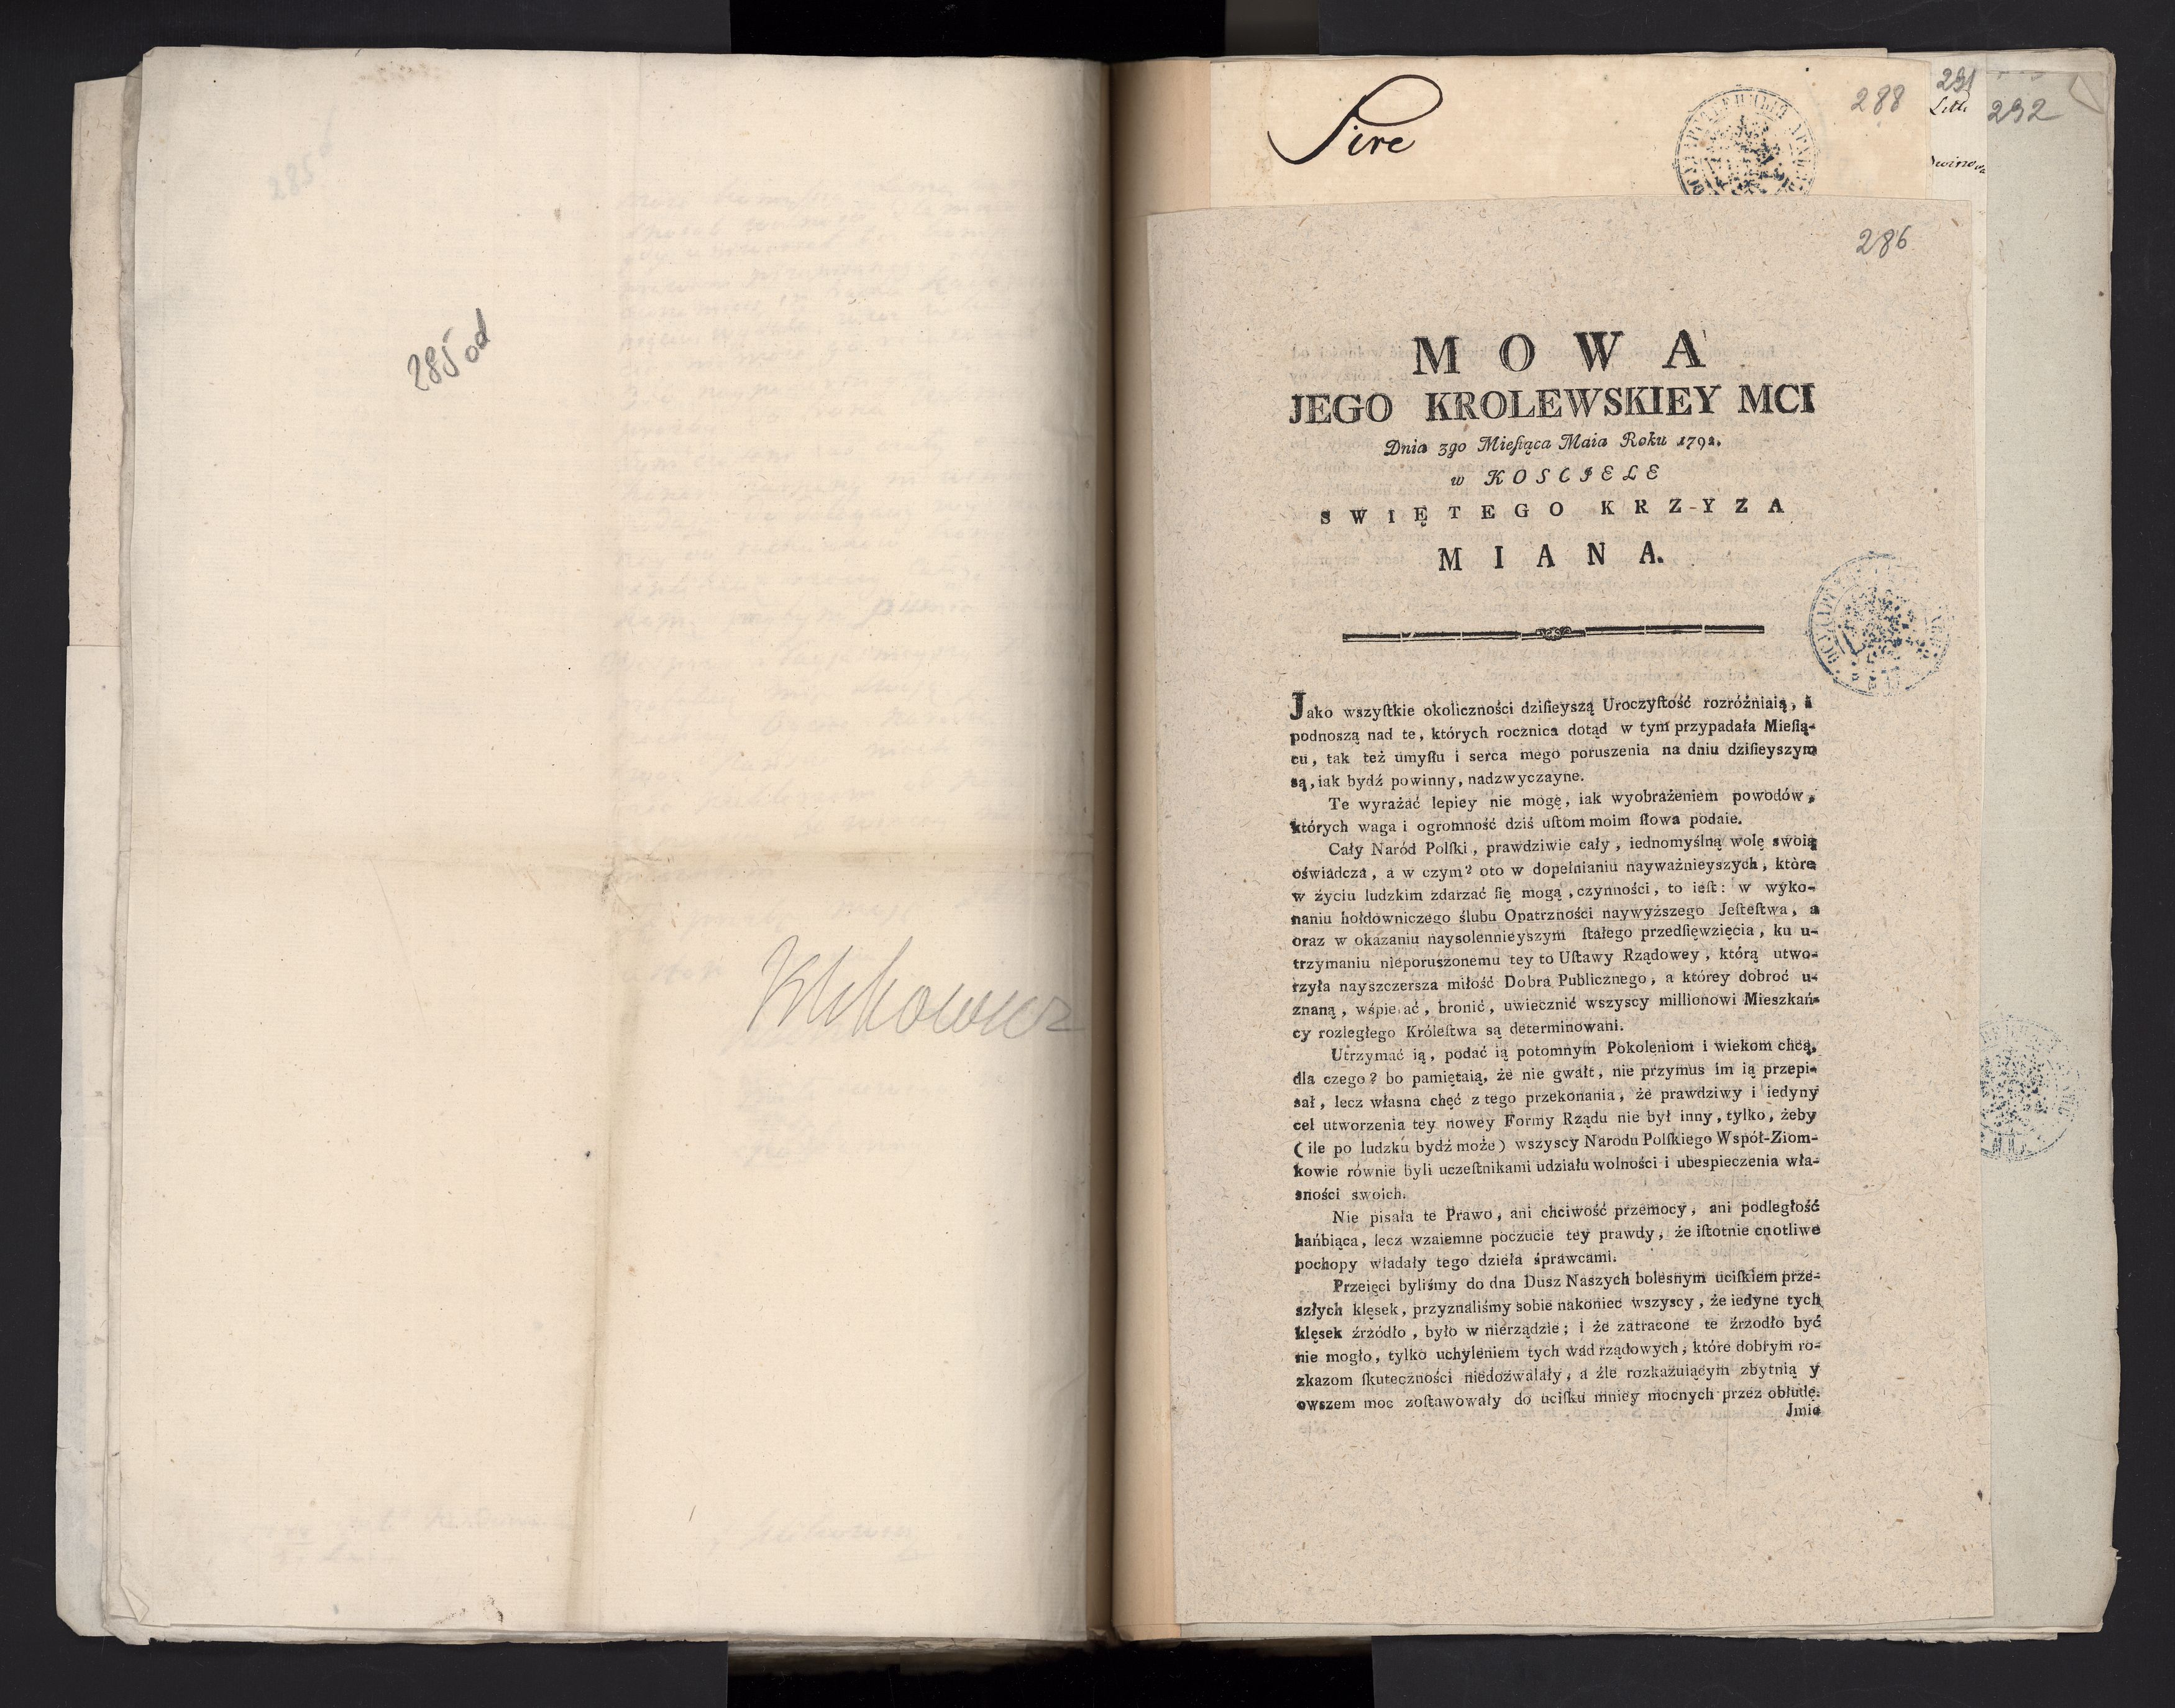 285 od
Sire
288
291
Litt
292
286
MOWA
JEGO KROLEWSKIEY MCI
Dnia 3go Mieſiąca Maia Roku 1792.
w KOSCIELE
SWIĘTEGO KRZYZA
MIANA.
Jako wszyſtkie okoliczności dziſieyszą Uroczyſtość rozróźniaią, a
podnoszą nad te, których rocznica dotąd w tym przypadała Mieſią-
cu, tak też umyſłu i serca mego poruszenia na dniu dziſieyszym
są, iak bydź powinny, nadzwyczayne.
Te wyrażać lepiey nie mogę, iak wyobrażeniem powodów,
których waga i ogromność dziś uſtom moim ſłowa podaie.
Cały Naród Polſki, prawdziwie cały, iednomyślną wolę swoią
oświadcza, a w czym? oto w dopełnianiu nayważnieyszych, które
w życiu ludzkim zdarzać ſię mogą, czynności, to ieſt: w wyko-
naniu hołdowniczego ślubu Opatrzności naywyższego Jeſteſtwa, a
oraz w okazaniu naysolennieyszym ſtałego przedſięwzięcia, ku u-
trzymaniu nieporuszonemu tey to Uſtawy Rządowey, którą utwo-
rzyła nayszczersza miłość Dobra Publicznego, a którey dobroć u-
znaną, wspierać, bronić, uwiecznić wszyscy millionowi Mieszkań-
cy rozległego Króleſtwa są determinowani.
Utrzymać ią, podać ią potomnym Pokoleniom i wiekom chcą,
dla czego? bo pamiętaią, że nie gwałt, nie przymus im ią przepi-
sał, lecz własna chęć z tego przekonania, że prawdziwy i iedyny
cel utworzenia tey nowey Formy Rządu nie był inny, tylko, żeby
(ile po ludzku bydź może) wszyscy Narodu Polſkiego Współ-Ziom-
kowie równie byli uczeſtnikami udziału wolności i ubespieczenia wła-
sności swoich.
Nie pisała te Prawo, ani chciwość przemocy, ani podległość
hańbiąca, lecz wzaiemne poczucie tey prawdy, że iſtotnie cnotliwe
pochopy władały tego dzieła sprawcami.
Przeięci byliśmy do dna Dusz Naszych bolesnym uciſkiem prze-
szłych klęsek, przyznaliśmy sobie nakoniec wszyscy, że iedyne tych
klęsek źrzódło, było w nierządzie; i że zatracone te źrzodło być
nie mogło, tylko uchyleniem tych wad rządowych, które dobrym ro-
zkazom ſkuteczności niedozwalały, a źle rozkazuiącym zbytnią y
owszem moc zoſtawowały do uciſku mniey mocnych przez obłudę.
Jmie